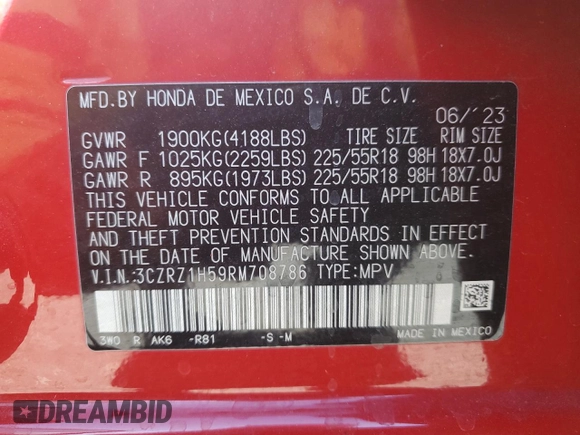 MFD.BY HONDA DE MEXICO S.A. DE C.V.
06/'23
GVWR 1900KG(4188LBS) TIRE SIZE RIM SIZE
GAWR F 1025KG(2259LBS) 225/55R18 98H 18X7.0J
GAWR R 895KG(1973LBS) 225/55R18 98H 18X7.0J
THIS VEHICLE CONFORMS TO ALL APPLICABLE
FEDERAL MOTOR VEHICLE SAFETY
AND THEFT PREVENTION STANDARDS IN EFFECT
ON THE DATE OF MANUFACTURE SHOWN ABOVE.
V.I.N.:3CZRZ1H59RM708786 TYPE:MPV
3W0 R AK6 -R81 -S -M MADE IN MEXICO
DREAMBID